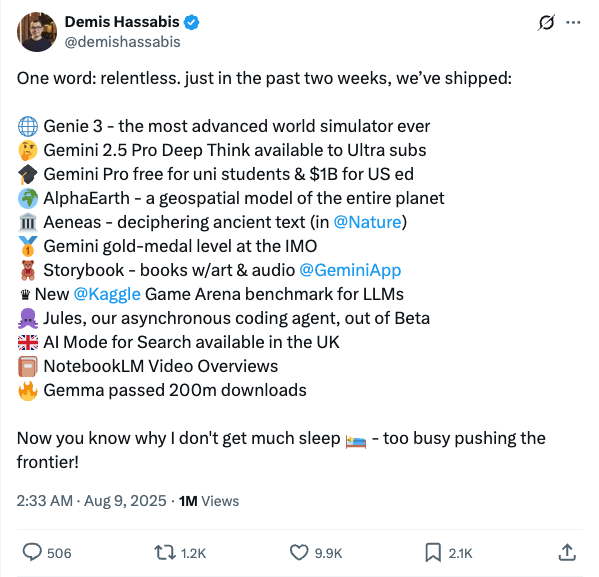 Demis Hassabis
@demishassabis
One word: relentless. just in the past two weeks, we’ve shipped:
🌐 Genie 3 - the most advanced world simulator ever
🤔 Gemini 2.5 Pro Deep Think available to Ultra subs
🎓 Gemini Pro free for uni students & $1B for US ed
🌍 AlphaEarth - a geospatial model of the entire planet
🏛️ Aeneas - deciphering ancient text (in @Nature)
🥇 Gemini gold-medal level at the IMO
🧸 Storybook - books w/art & audio @GeminiApp
♛ New @Kaggle Game Arena benchmark for LLMs
🐙 Jules, our asynchronous coding agent, out of Beta
🇬🇧 AI Mode for Search available in the UK
📔 NotebookLM Video Overviews
🔥 Gemma passed 200m downloads
Now you know why I don't get much sleep 🛌 - too busy pushing the
frontier!
2:33 AM · Aug 9, 2025 · 1M Views
506 1.2K 9.9K 2.1K